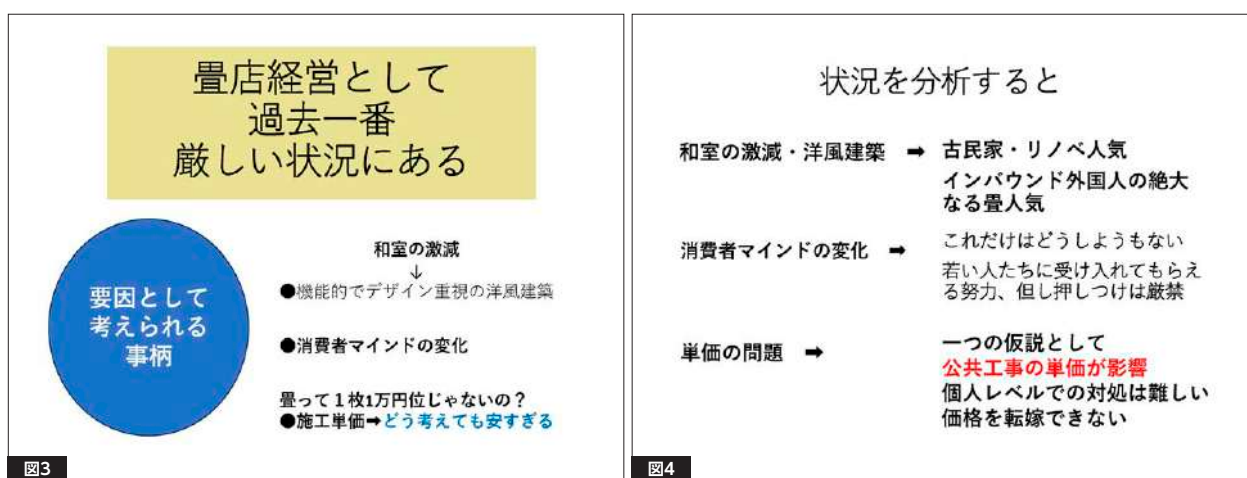 畳店経営として
過去一番
厳しい状況にある
要因として
考えられる
事柄
和室の激減
↓
●機能的でデザイン重視の洋風建築
●消費者マインドの変化
畳って1枚1万円位じゃないの?
●施工単価➡どう考えても安すぎる
図3
状況を分析すると
和室の激減・洋風建築 ➡ 古民家・リノベ人気
インバウンド外国人の絶大
なる畳人気
消費者マインドの変化 ➡ これだけはどうしようもない
若い人たちに受け入れてもらえ
る努力、但し押しつけは厳禁
単価の問題 ➡ 一つの仮説として
公共工事の単価が影響
個人レベルでの対処は難しい
価格を転嫁できない
図4